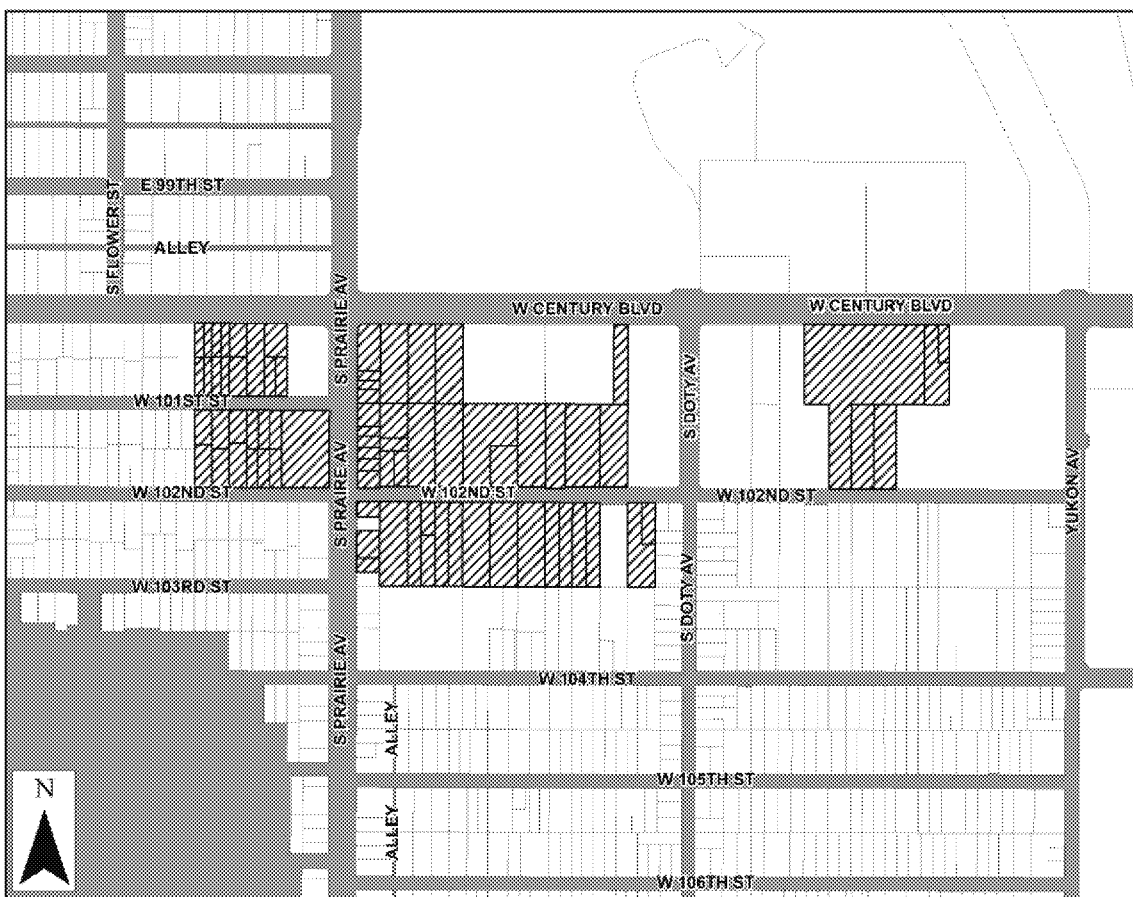 E 99TH ST
S FLOWER ST
ALLEY
S PRAIRIE AV
W CENTURY BLVD
W CENTURY BLVD
W 101ST ST
S DOTY AV
W 102ND ST
W 102ND ST
W 102ND ST
S PRAIRE AV
YUKON AV
W 103RD ST
S DOTY AV
S PRAIRIE AV
W 104TH ST
ALLEY
W 105TH ST
N
ALLEY
W 106TH ST